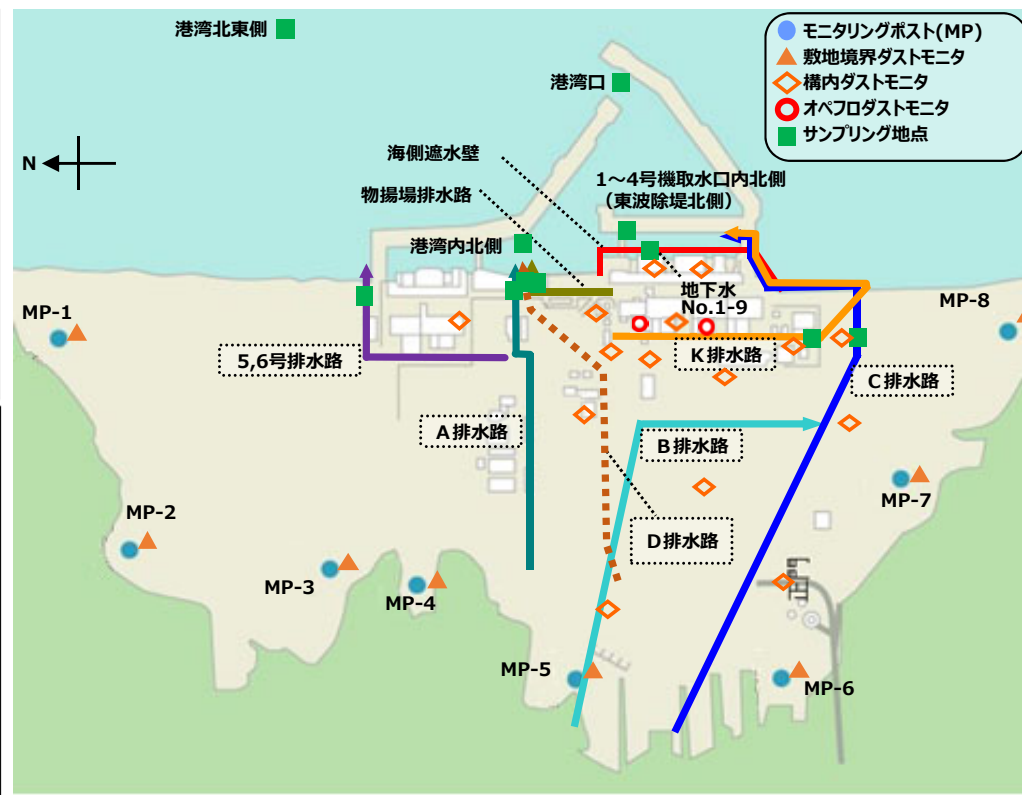 港湾北東側
港湾口
モニタリングポスト(MP)
敷地境界ダストモニタ
構内ダストモニタ
オペフロダストモニタ
サンプリング地点
N
海側遮水壁
物揚場排水路
1～4号機取水口内北側
（東波除堤北側）
港湾内北側
地下水
No.1-9
MP-1
MP-8
5,6号排水路
K排水路
C排水路
A排水路
B排水路
MP-7
MP-2
D排水路
MP-3
MP-4
正門
MP-5
MP-6